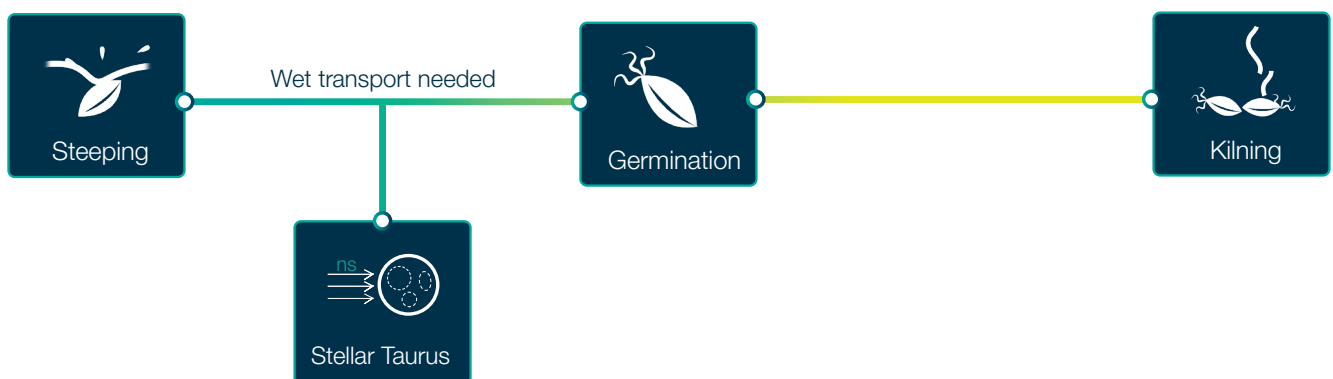 Wet transport needed
Steeping
Germination
Kilning
ns
Stellar Taurus